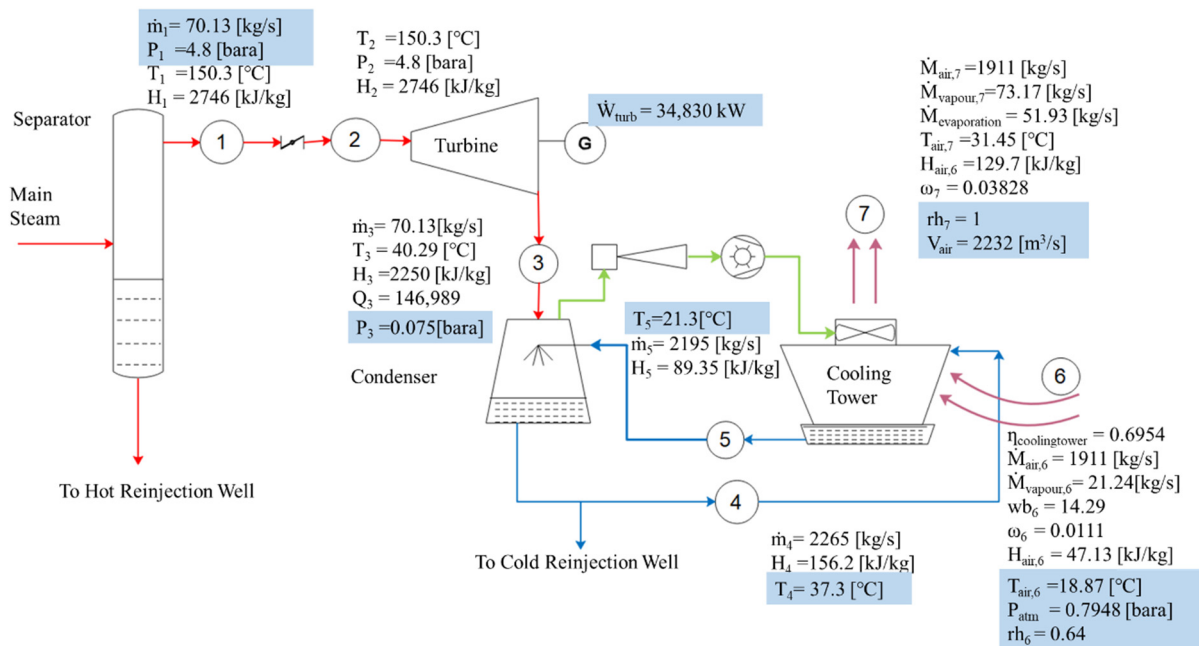 ṁ₁= 70.13 [kg/s]
P₁ =4.8 [bara]
T₁ =150.3 [°C]
H₁ = 2746 [kJ/kg]
T₂ =150.3 [°C]
P₂ =4.8 [bara]
H₂ = 2746 [kJ/kg]
Ẇturb = 34,830 kW
Separator
1
2
Turbine
G
Main
Steam
Ṁair,7 =1911 [kg/s]
Ṁvapour,7=73.17 [kg/s]
Ṁevaporation = 51.93 [kg/s]
Tair,7 =31.45 [°C]
Hair,6 =129.7 [kJ/kg]
ω₇ = 0.03828
rh₇ = 1
Vair = 2232 [m³/s]
7
ṁ₃= 70.13[kg/s]
T₃ = 40.29 [°C]
H₃ =2250 [kJ/kg]
Q₃ = 146,989
P₃ =0.075[bara]
3
T₅=21.3[°C]
ṁ₅= 2195 [kg/s]
H₅ = 89.35 [kJ/kg]
Condenser
Cooling
Tower
6
5
To Hot Reinjection Well
4
To Cold Reinjection Well
ṁ₄= 2265 [kg/s]
H₄ =156.2 [kJ/kg]
T₄= 37.3 [°C]
ηcoolingtower = 0.6954
Ṁair,6 = 1911 [kg/s]
Ṁvapour,6= 21.24[kg/s]
wb₆ = 14.29
ω₆ = 0.0111
Hair,6 = 47.13 [kJ/kg]
Tair,6 =18.87 [°C]
Patm = 0.7948 [bara]
rh₆ = 0.64